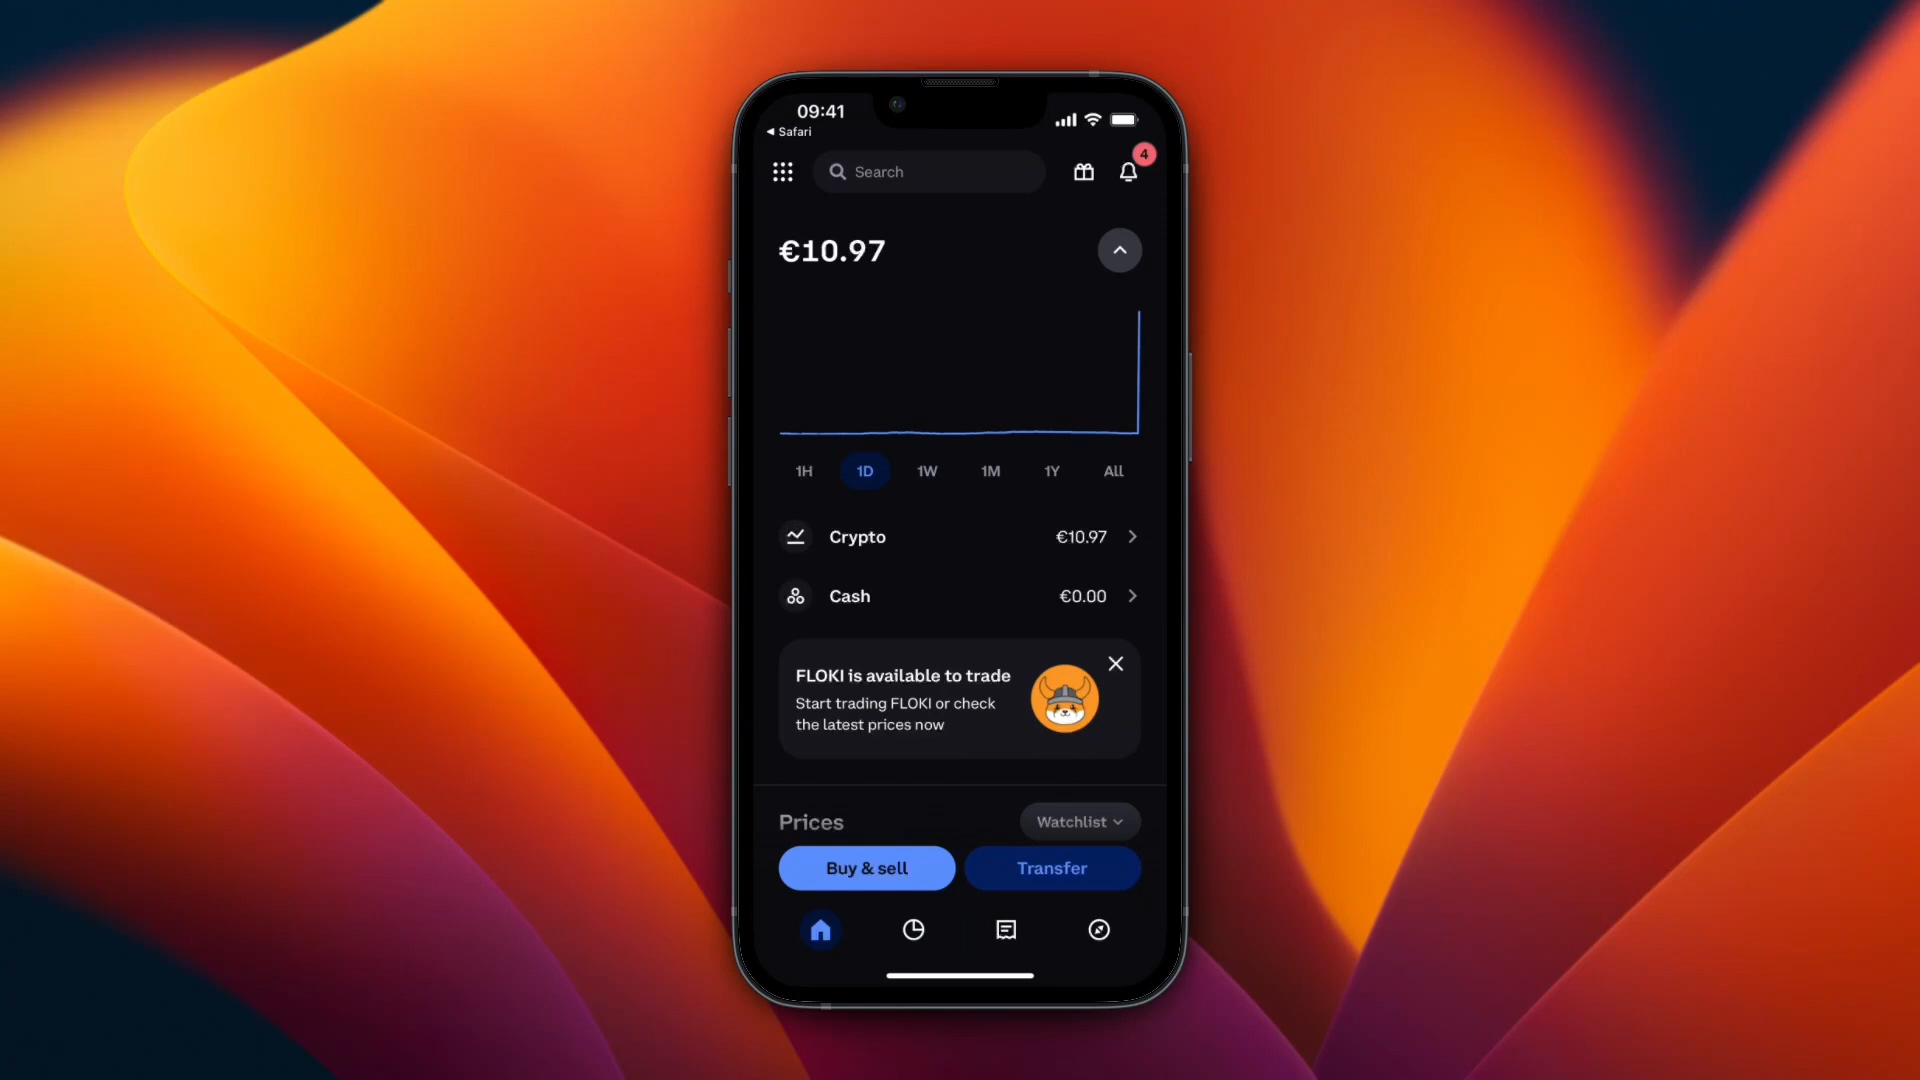 09:41
◀ Safari
Search
4
€10.97
1H 1D 1W 1M 1Y All
Crypto €10.97
Cash €0.00
FLOKI is available to trade
Start trading FLOKI or check
the latest prices now
Prices Watchlist
Buy & sell Transfer